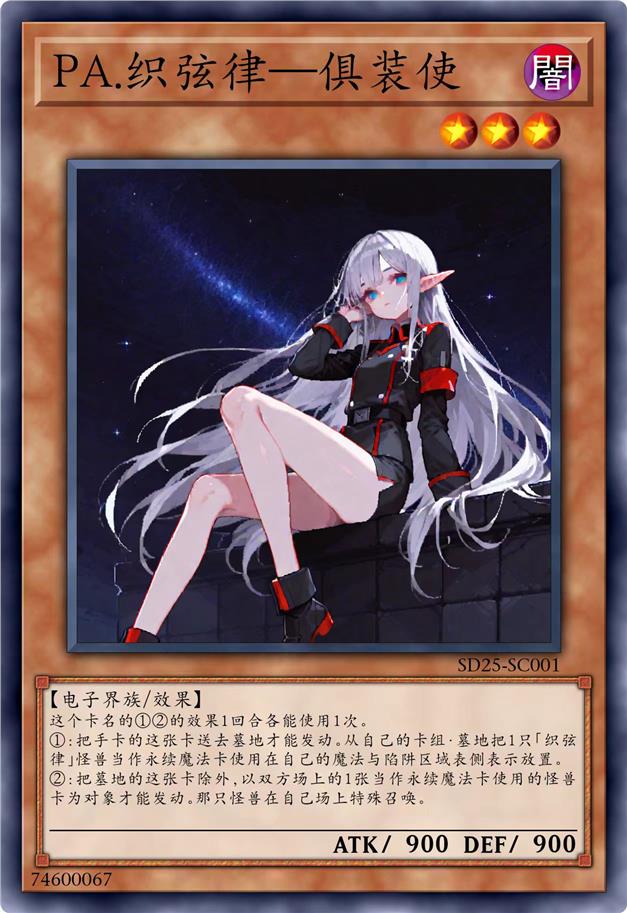 PA.织弦律—俱装使
闇
SD25-SC001
【电子界族/效果】
这个卡名的①②的效果1回合各能使用1次。
①:把手卡的这张卡送去墓地才能发动。从自己的卡组·墓地把1只「织弦
律」怪兽当作永续魔法卡使用在自己的魔法与陷阱区域表侧表示放置。
②:把墓地的这张卡除外,以双方场上的1张当作永续魔法卡使用的怪兽
卡为对象才能发动。那只怪兽在自己场上特殊召唤。
ATK/ 900 DEF/ 900
74600067